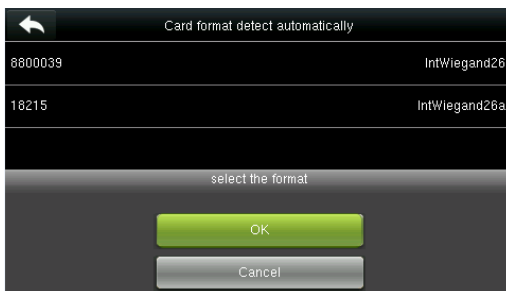 Card format detect automatically
8800039 IntWiegand26
18215 IntWiegand26a
select the format
OK
Cancel